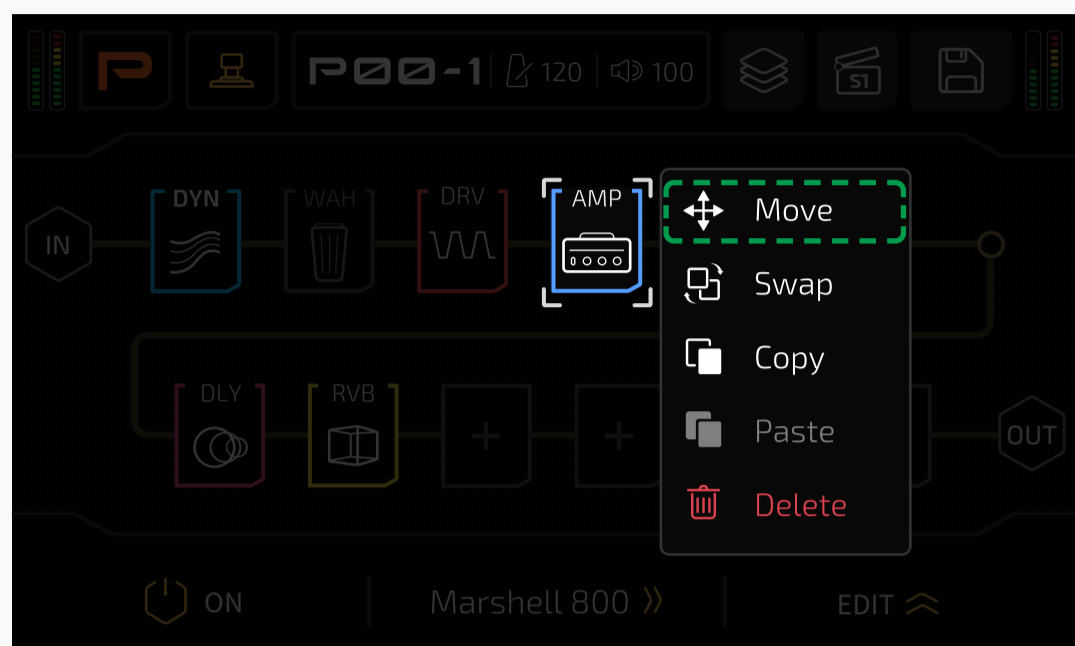 P00-1 120 100 S1
DYN WAH DRV AMP
IN
Move
Swap
Copy
Paste
Delete
DLY RVB
OUT
ON Marshell 800 EDIT